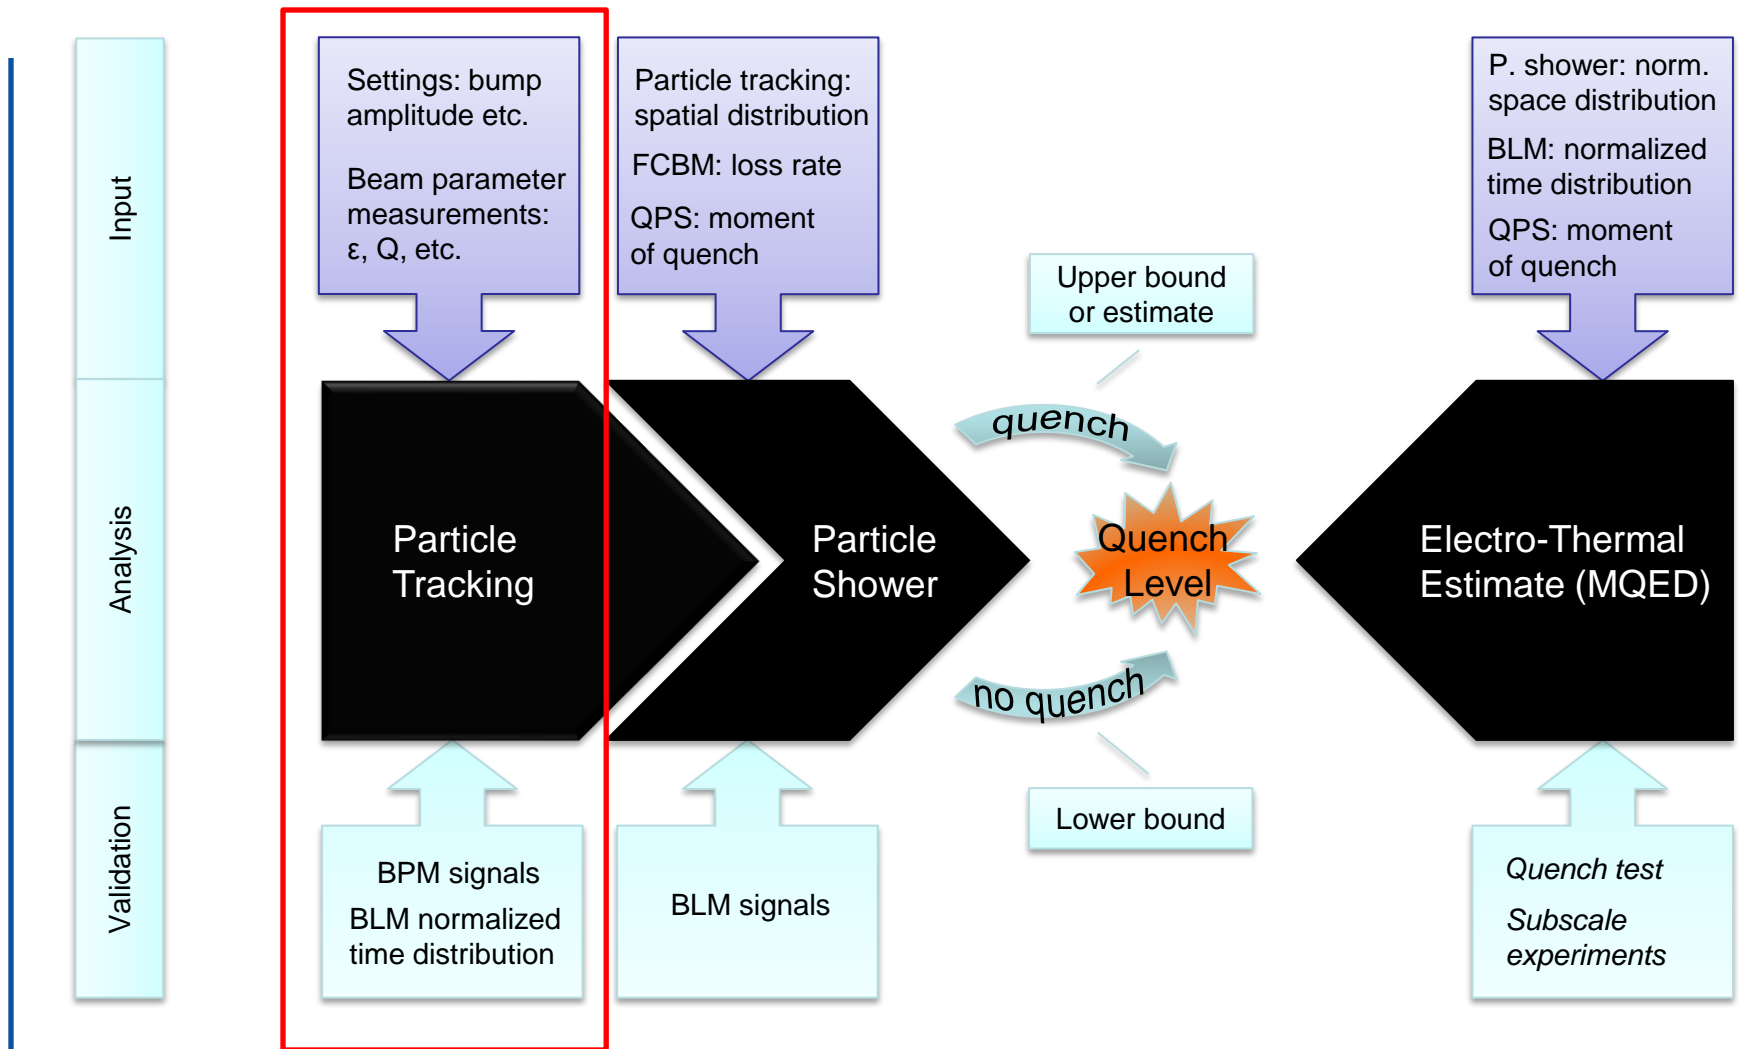 Input
Settings: bump
amplitude etc.
Beam parameter
measurements:
ε, Q, etc.
Particle tracking:
spatial distribution
FCBM: loss rate
QPS: moment
of quench
P. shower: norm.
space distribution
BLM: normalized
time distribution
QPS: moment
of quench
Upper bound
or estimate
Analysis
Particle
Tracking
Particle
Shower
quench
Quench
Level
no quench
Electro-Thermal
Estimate (MQED)
Lower bound
Validation
BPM signals
BLM normalized
time distribution
BLM signals
Quench test
Subscale
experiments